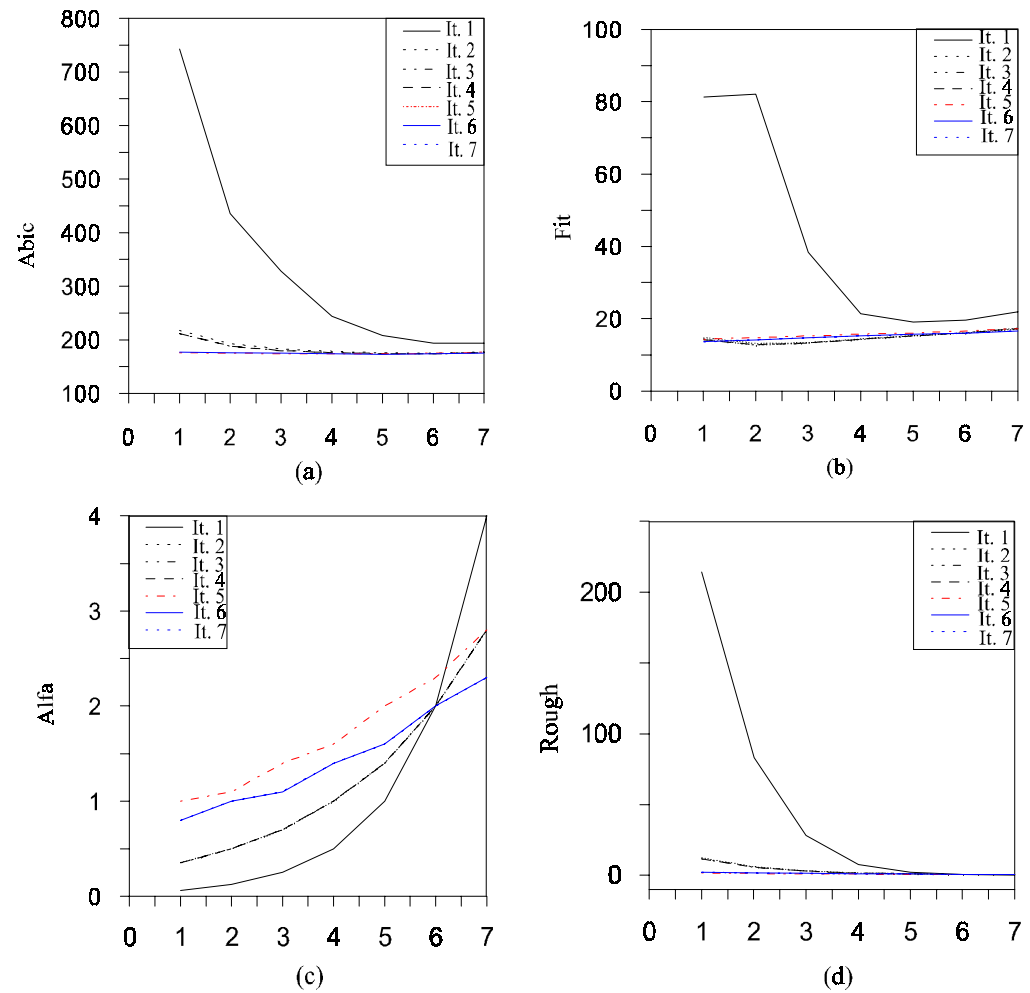 800
700
600
500
400
300
200
100
Abic
It. 1
It. 2
It. 3
It. 4
It. 5
It. 6
It. 7
0 1 2 3 4 5 6 7
(a)
100
80
60
40
20
0
Fit
It. 1
It. 2
It. 3
It. 4
It. 5
It. 6
It. 7
0 1 2 3 4 5 6 7
(b)
4
3
2
1
0
Alfa
It. 1
It. 2
It. 3
It. 4
It. 5
It. 6
It. 7
0 1 2 3 4 5 6 7
(c)
200
100
0
Rough
It. 1
It. 2
It. 3
It. 4
It. 5
It. 6
It. 7
0 1 2 3 4 5 6 7
(d)